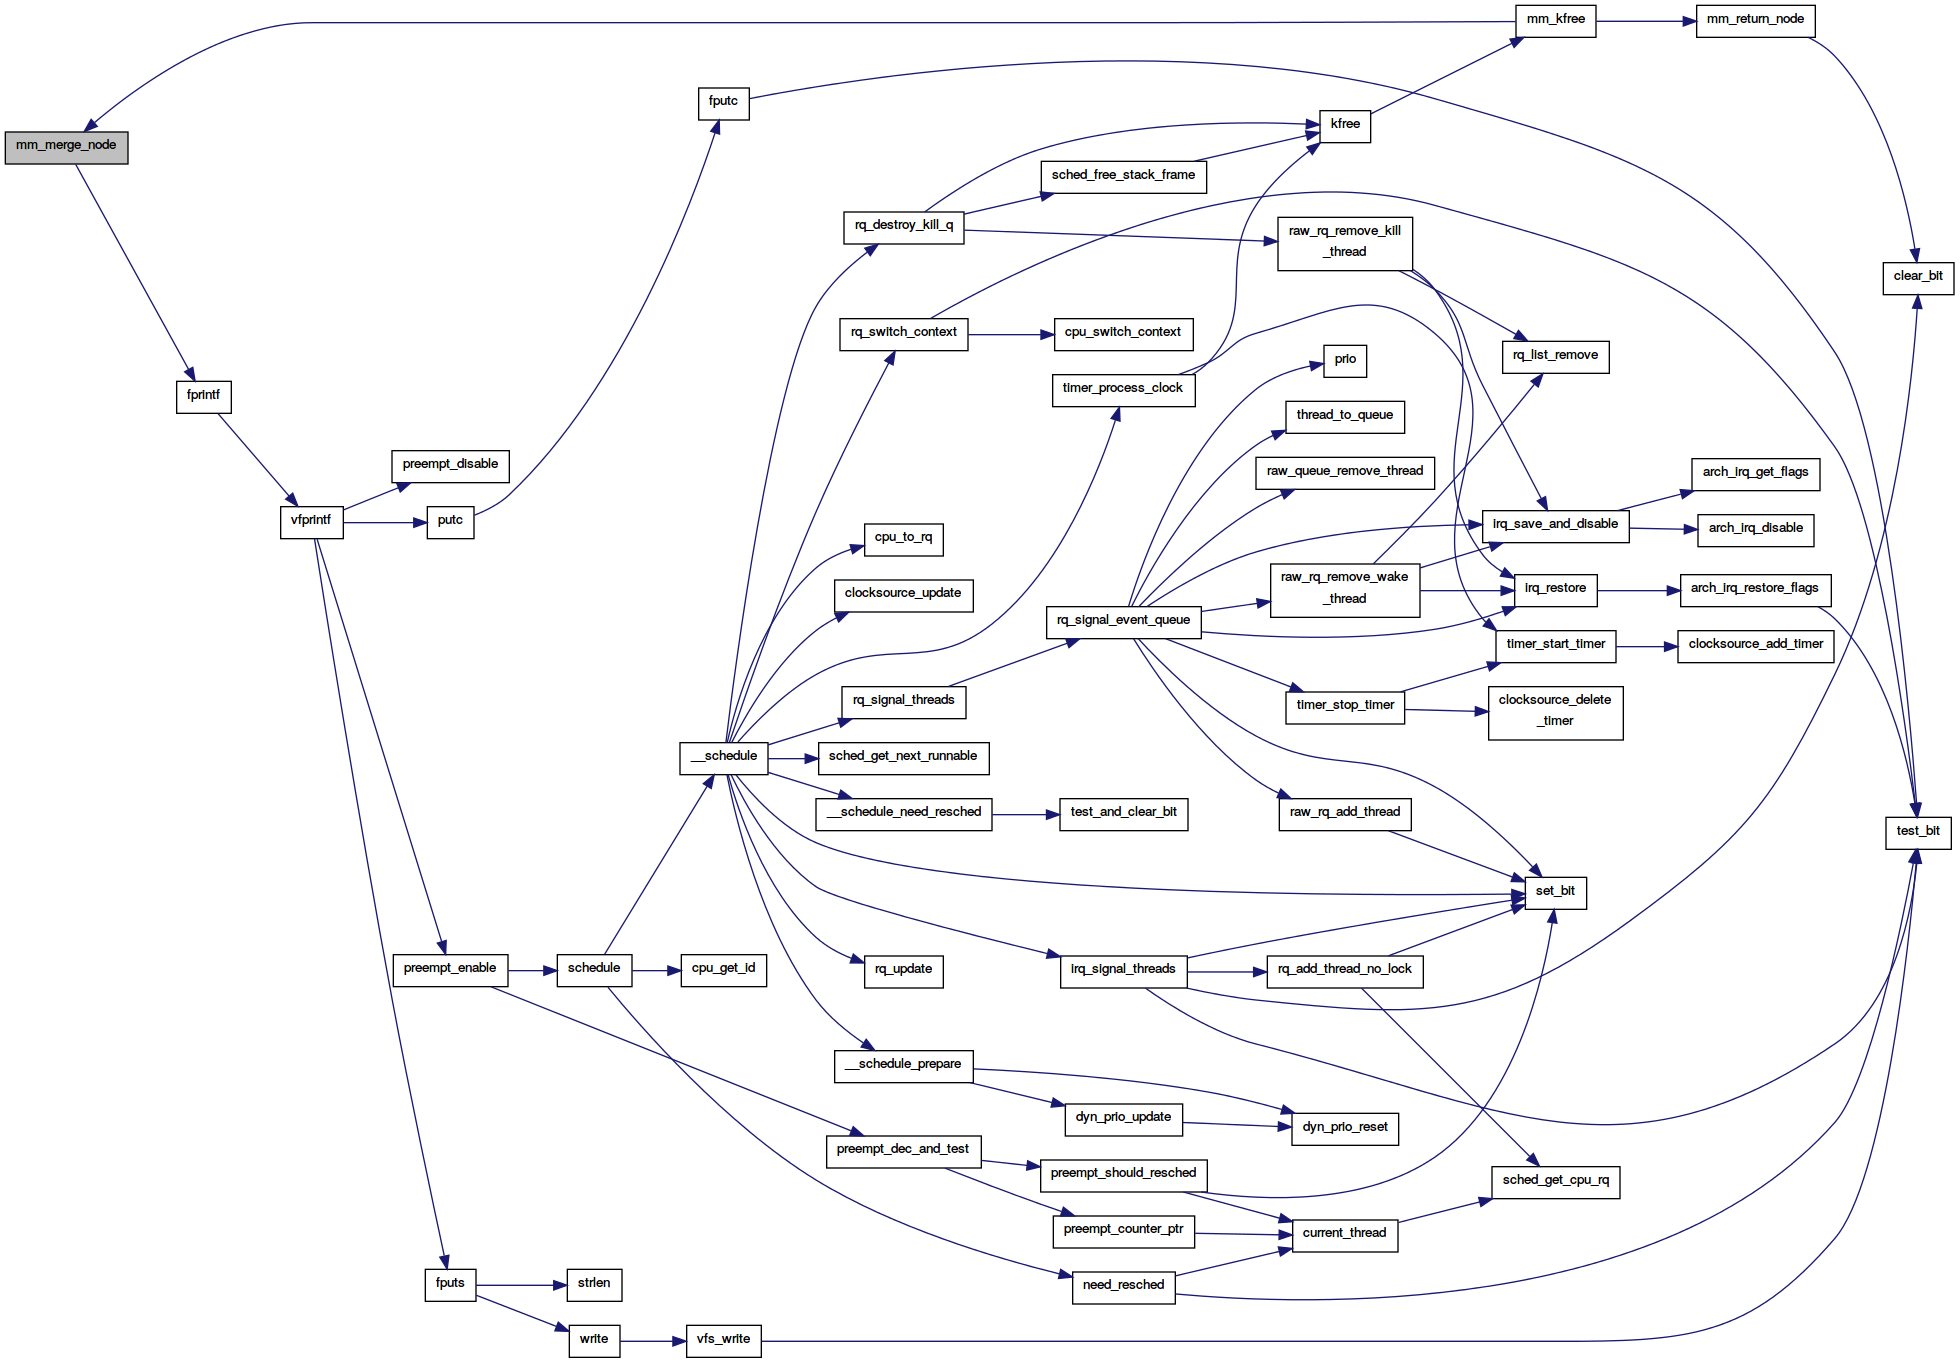 mm_kfree
mm_return_node
fputc
kfree
mm_merge_node
sched_free_stack_frame
rq_destroy_kill_q
raw_rq_remove_kill
_thread
clear_bit
rq_switch_context
cpu_switch_context
rq_list_remove
prio
timer_process_clock
fprintf
thread_to_queue
preempt_disable
raw_queue_remove_thread
arch_irq_get_flags
vfprintf
putc
irq_save_and_disable
arch_irq_disable
cpu_to_rq
clocksource_update
raw_rq_remove_wake
_thread
irq_restore
arch_irq_restore_flags
rq_signal_event_queue
timer_start_timer
clocksource_add_timer
rq_signal_threads
timer_stop_timer
clocksource_delete
_timer
__schedule
sched_get_next_runnable
__schedule_need_resched
test_and_clear_bit
raw_rq_add_thread
test_bit
set_bit
preempt_enable
schedule
cpu_get_id
rq_update
irq_signal_threads
rq_add_thread_no_lock
__schedule_prepare
dyn_prio_update
dyn_prio_reset
preempt_dec_and_test
preempt_should_resched
sched_get_cpu_rq
preempt_counter_ptr
current_thread
fputs
strlen
need_resched
write
vfs_write